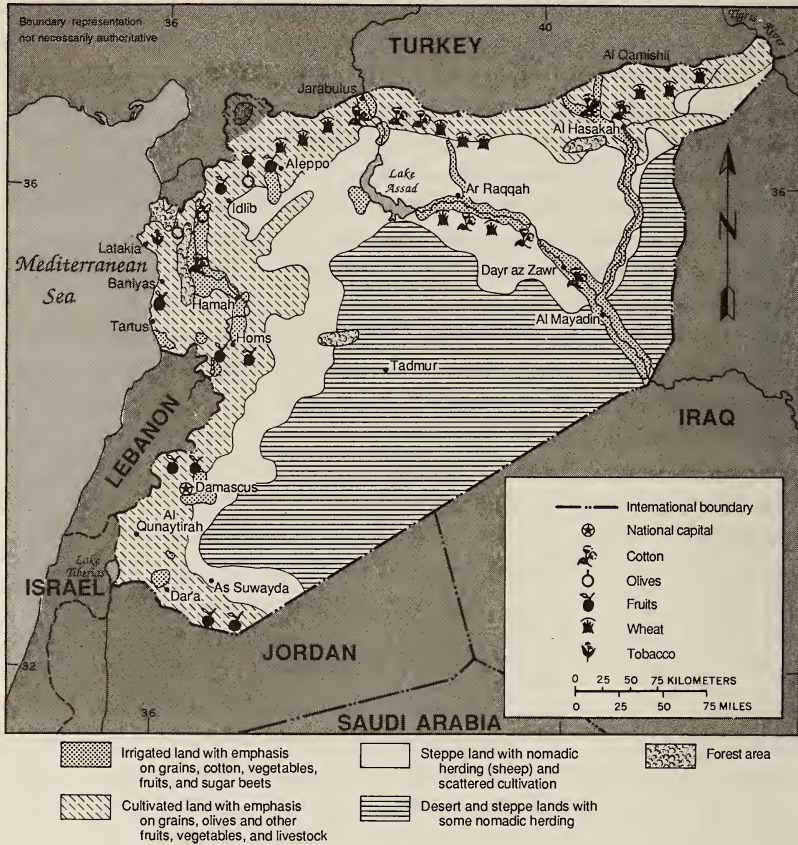 Boundary representation
not necessarily authoritative
36
40
Tigris River
TURKEY
Al Qamishli
Jarabulus
Al Hasakah
Aleppo
36
Lake
Assad
Ar Raqqah
36
Idlib
Latakia
Mediterranean
Sea
Baniyas
Dayr az Zawr
N
Hamah
Tartus
Al Mayadin
Homs
Tadmur
LEBANON
IRAQ
Damascus
Al
Qunaytirah
Lake
Tiberias
ISRAEL
As Suwayda
Dar'a
JORDAN
32
36
40
SAUDI ARABIA
International boundary
National capital
Cotton
Olives
Fruits
Wheat
Tobacco
0 25 50 75 KILOMETERS
0 25 50 75 MILES
Irrigated land with emphasis
on grains, cotton, vegetables,
fruits, and sugar beets
Steppe land with nomadic
herding (sheep) and
scattered cultivation
Forest area
Cultivated land with emphasis
on grains, olives and other
fruits, vegetables, and livestock
Desert and steppe lands with
some nomadic herding